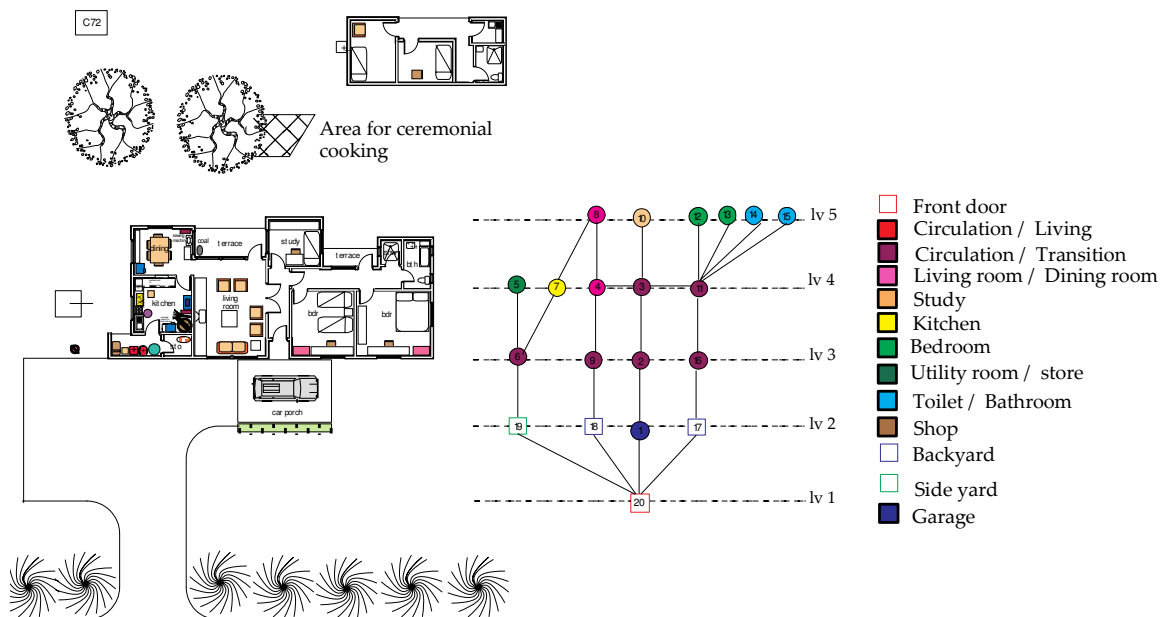 C72
Area for ceremonial
cooking
dining
coal
terrace
study
terrace
bth
kitchen
living
room
bdr
bdr
sto
car porch
8
10
12
13
14
15
lv 5
5
7
4
3
11
lv 4
6
9
2
16
lv 3
19
18
1
17
lv 2
20
lv 1
Front door
Circulation / Living
Circulation / Transition
Living room / Dining room
Study
Kitchen
Bedroom
Utility room / store
Toilet / Bathroom
Shop
Backyard
Side yard
Garage